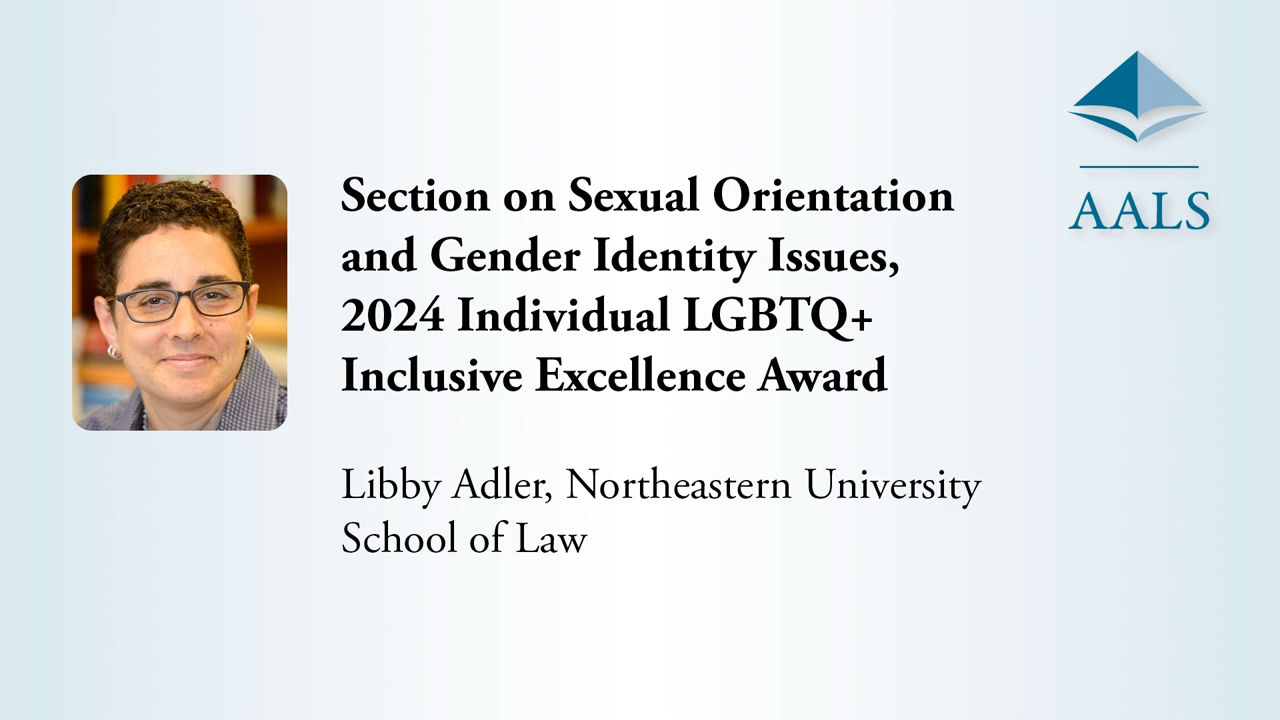 Section on Sexual Orientation
and Gender Identity Issues,
2024 Individual LGBTQ+
Inclusive Excellence Award
Libby Adler, Northeastern University
School of Law
AALS